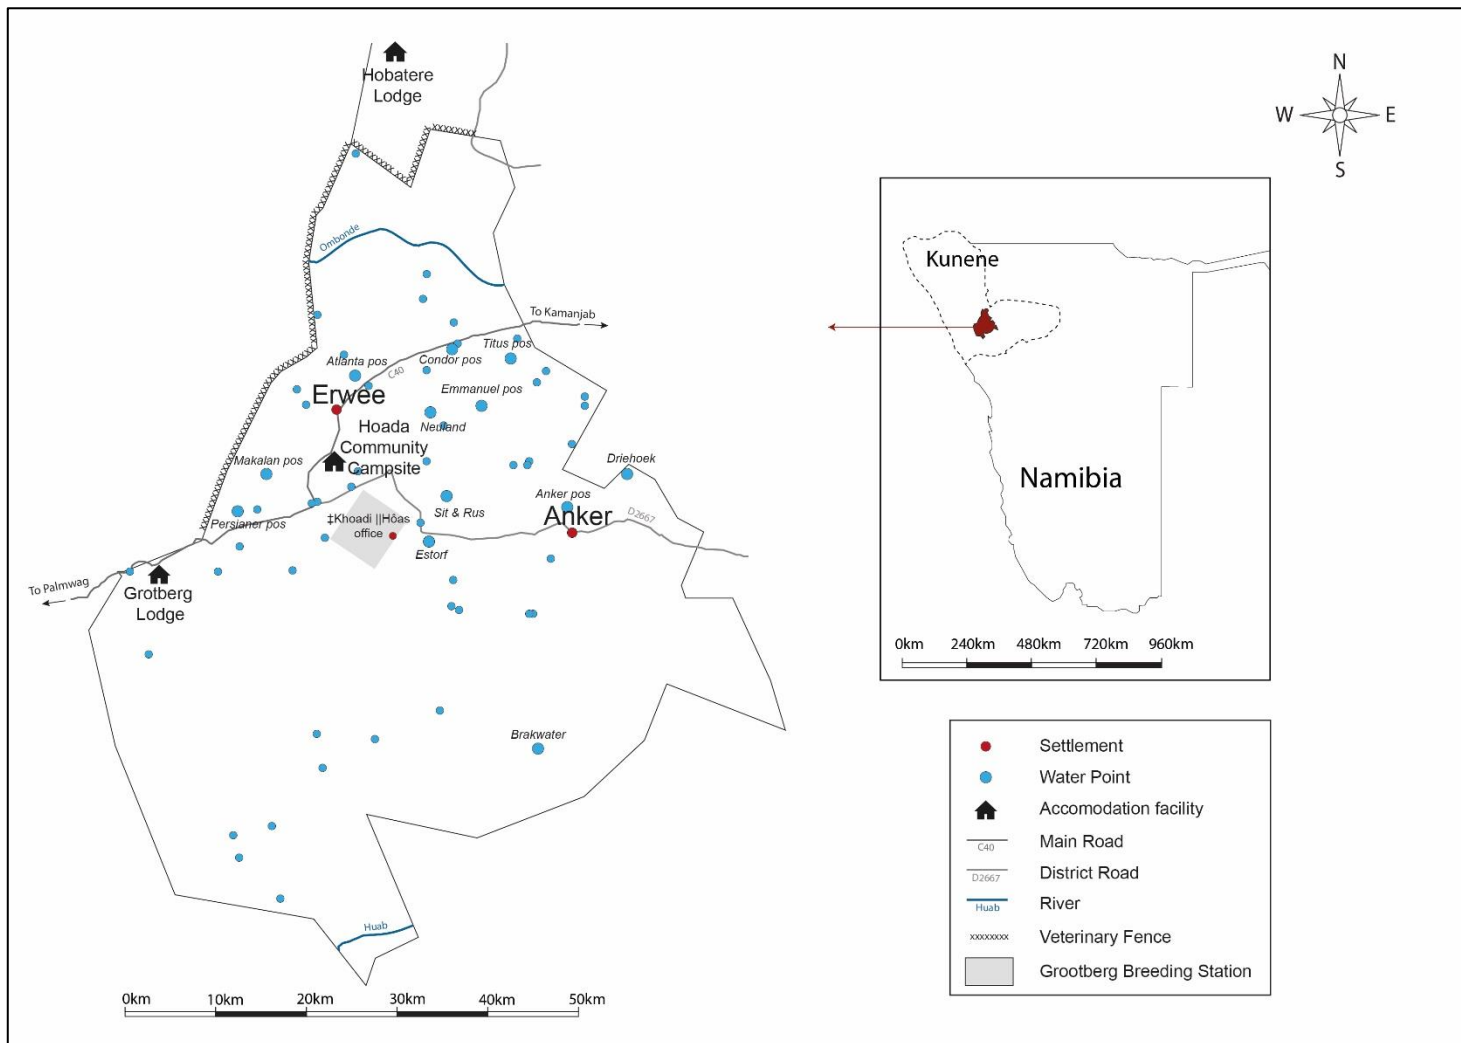 Hobatere
Lodge
N
W
E
S
Ombonde
Kunene
To Kamanjab
Titus pos
Condor pos
Atlanta pos
C40
Emmanuel pos
Erwee
Neuland
Hoada
Community
Campsite
Makalan pos
Driehoek
Namibia
Anker pos
Sit & Rus
Persianer pos
‡Khoadi ||Hôas
office
Anker
D2667
Estorf
To Palmwag
Grotberg
Lodge
0km 240km 480km 720km 960km
Brakwater
Settlement
Water Point
Accomodation facility
Main Road
C40
District Road
D2667
River
Huab
Veterinary Fence
xxxxxxxx
Grootberg Breeding Station
Huab
0km 10km 20km 30km 40km 50km